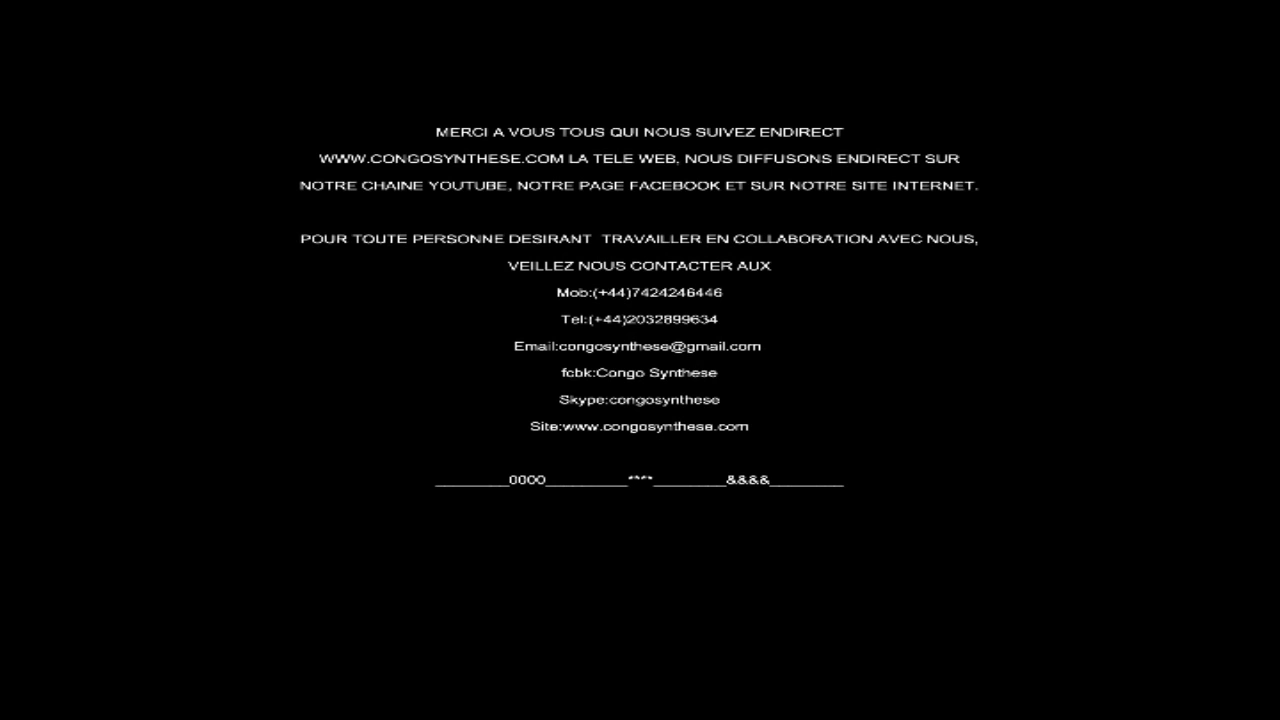 MERCI A VOUS TOUS QUI NOUS SUIVEZ ENDIRECT
WWW.CONGOSYNTHESE.COM LA TELE WEB, NOUS DIFFUSONS ENDIRECT SUR
NOTRE CHAINE YOUTUBE, NOTRE PAGE FACEBOOK ET SUR NOTRE SITE INTERNET.
POUR TOUTE PERSONNE DESIRANT  TRAVAILLER EN COLLABORATION AVEC NOUS,
VEILLEZ NOUS CONTACTER AUX
Mob:(+44)7424246446
Tel:(+44)2032899634
Email:congosynthese@gmail.com
fcbk:Congo Synthese
Skype:congosynthese
Site:www.congosynthese.com
________0000_________****________&&&&________